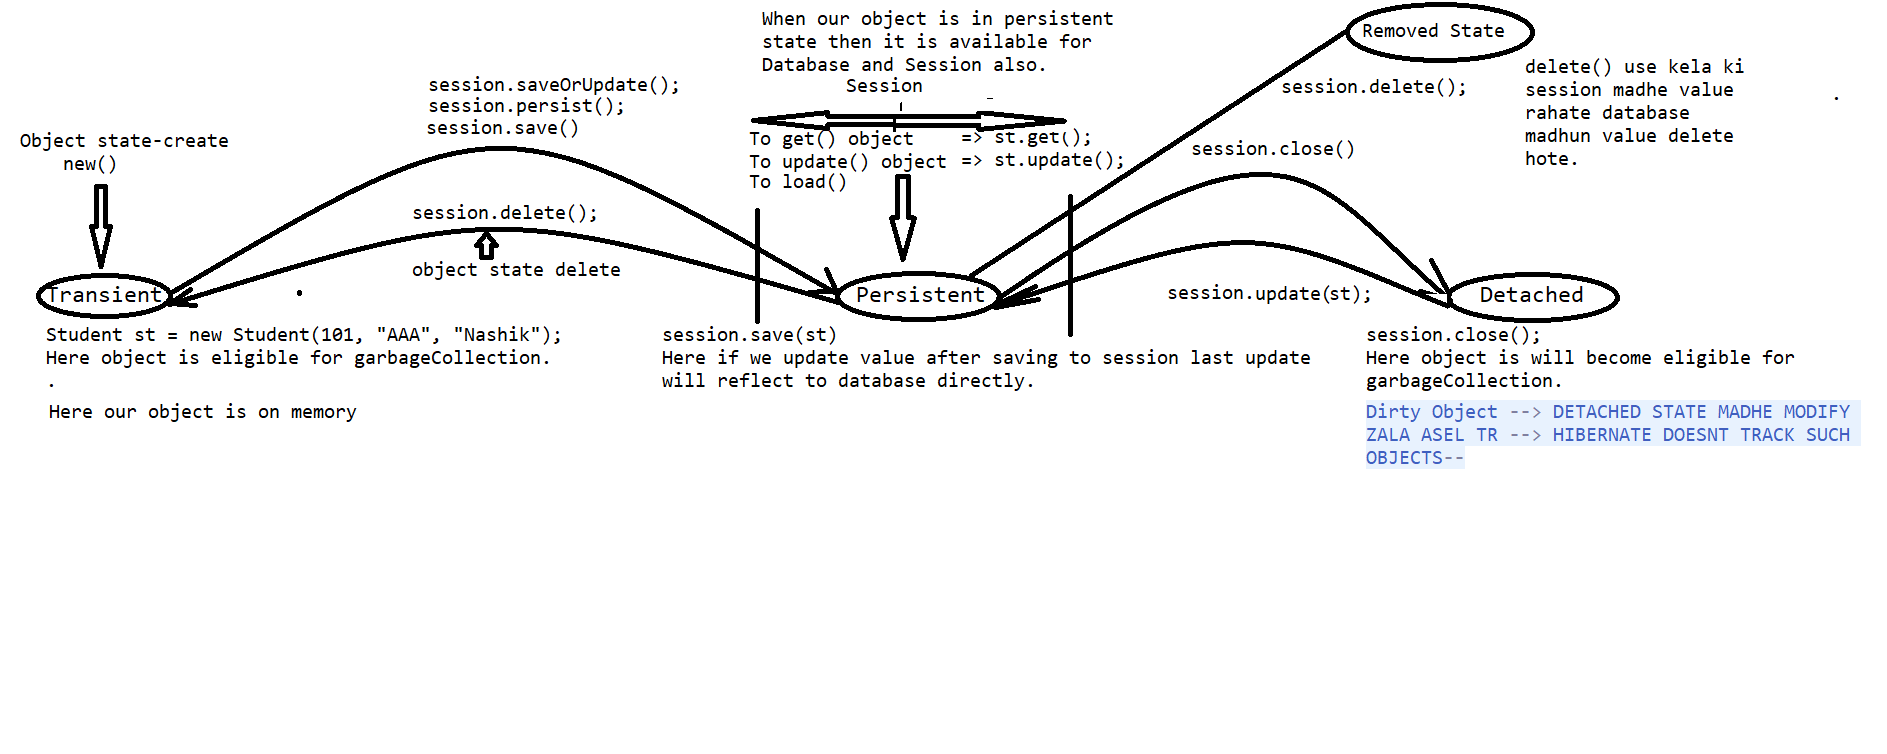 When our object is in persistent
state then it is available for
Database and Session also.
Session
Removed State
delete() use kela ki
session madhe value
rahate database
madhun value delete
hote.
session.saveOrUpdate();
session.persist();
session.save()
session.delete();
Object state-create
new()
To get() object => st.get();
To update() object => st.update();
To load()
session.close()
session.delete();
object state delete
Transient
Persistent
session.update(st);
Detached
Student st = new Student(101, "AAA", "Nashik");
Here object is eligible for garbageCollection.
.
Here our object is on memory
session.save(st)
Here if we update value after saving to session last update
will reflect to database directly.
session.close();
Here object is will become eligible for
garbageCollection.
Dirty Object --> DETACHED STATE MADHE MODIFY
ZALA ASEL TR --> HIBERNATE DOESNT TRACK SUCH
OBJECTS--